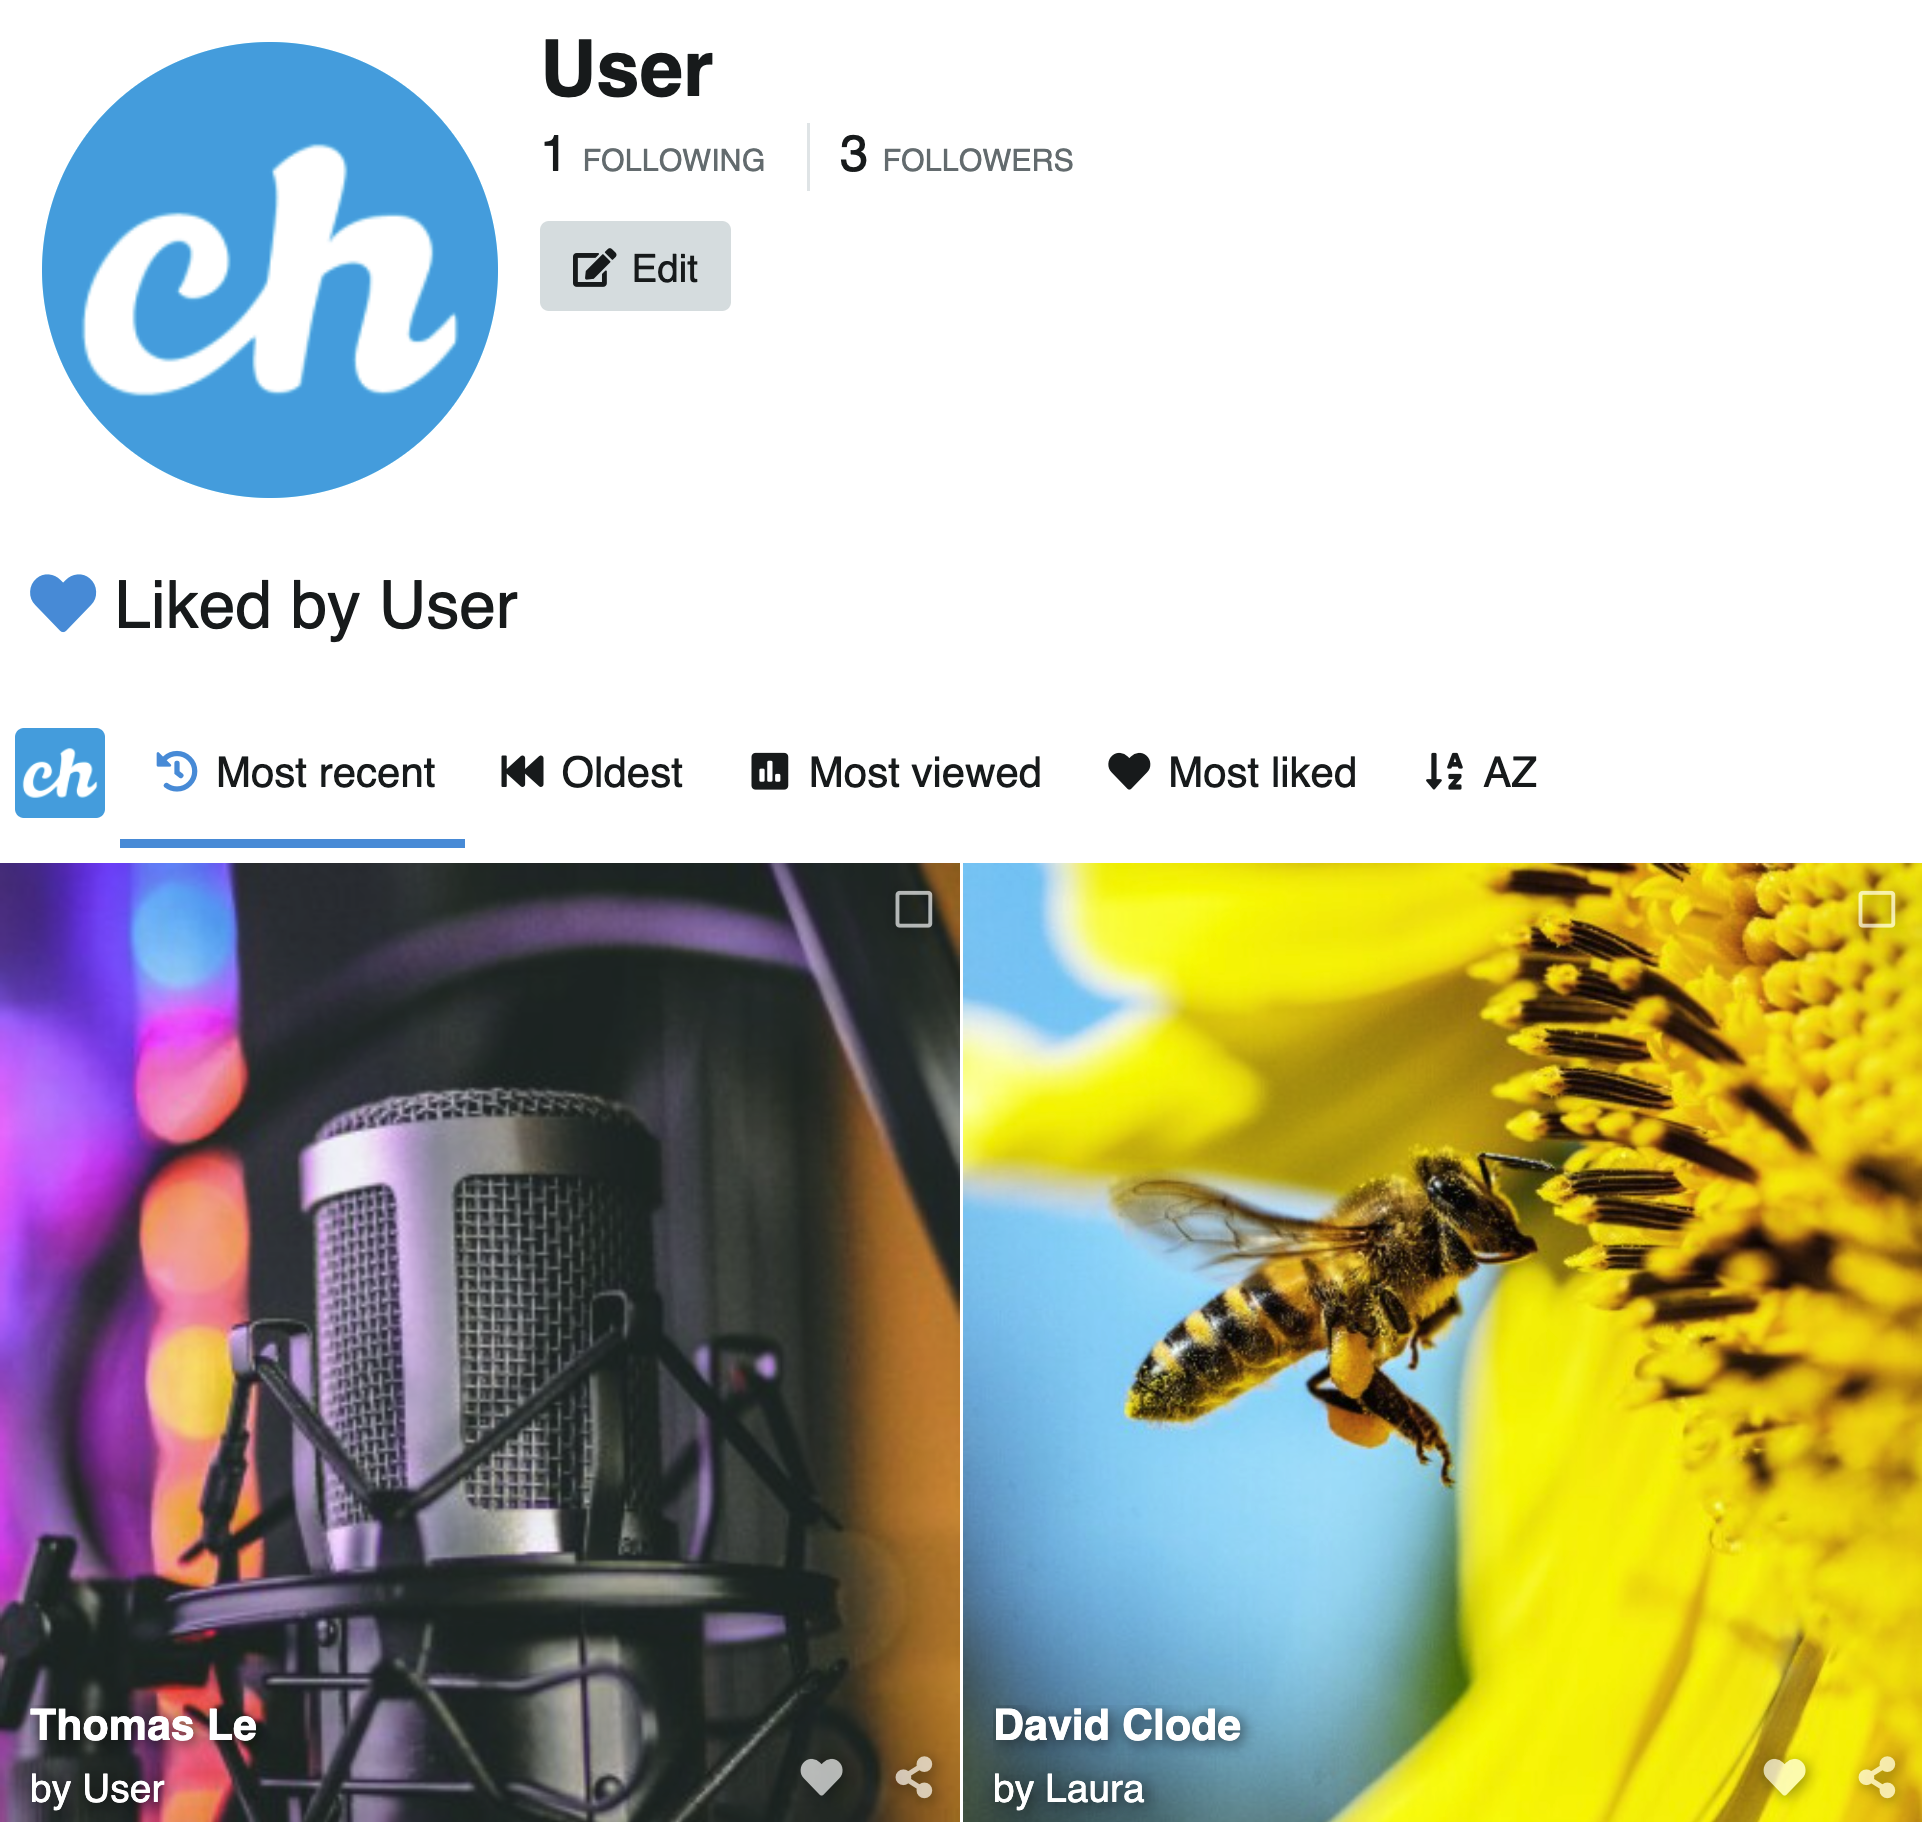 ch
User
1 FOLLOWING 3 FOLLOWERS
Edit
Liked by User
ch Most recent Oldest Most viewed Most liked AZ
Thomas Le
by User
David Clode
by Laura